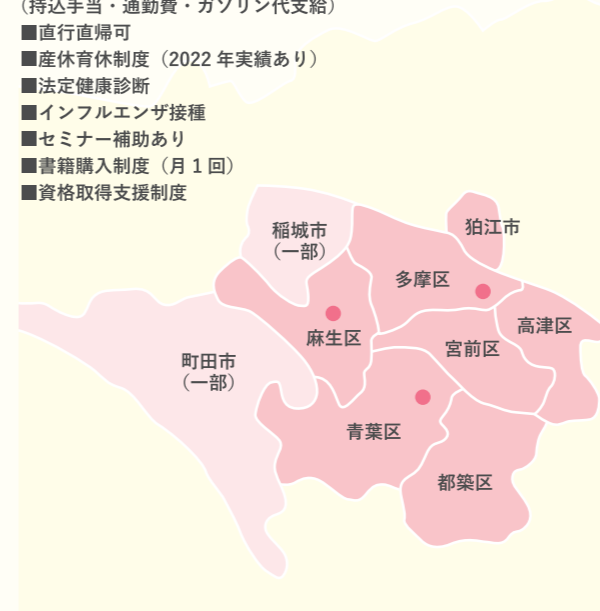 （持込手当・通勤費・ガソリン代支給）
■直行直帰可
■産休育休制度（2022年実績あり）
■法定健康診断
■インフルエンザ接種
■セミナー補助あり
■書籍購入制度（月1回）
■資格取得支援制度
狛江市
稲城市
（一部）
多摩区
高津区
麻生区
宮前区
町田市
（一部）
青葉区
都築区